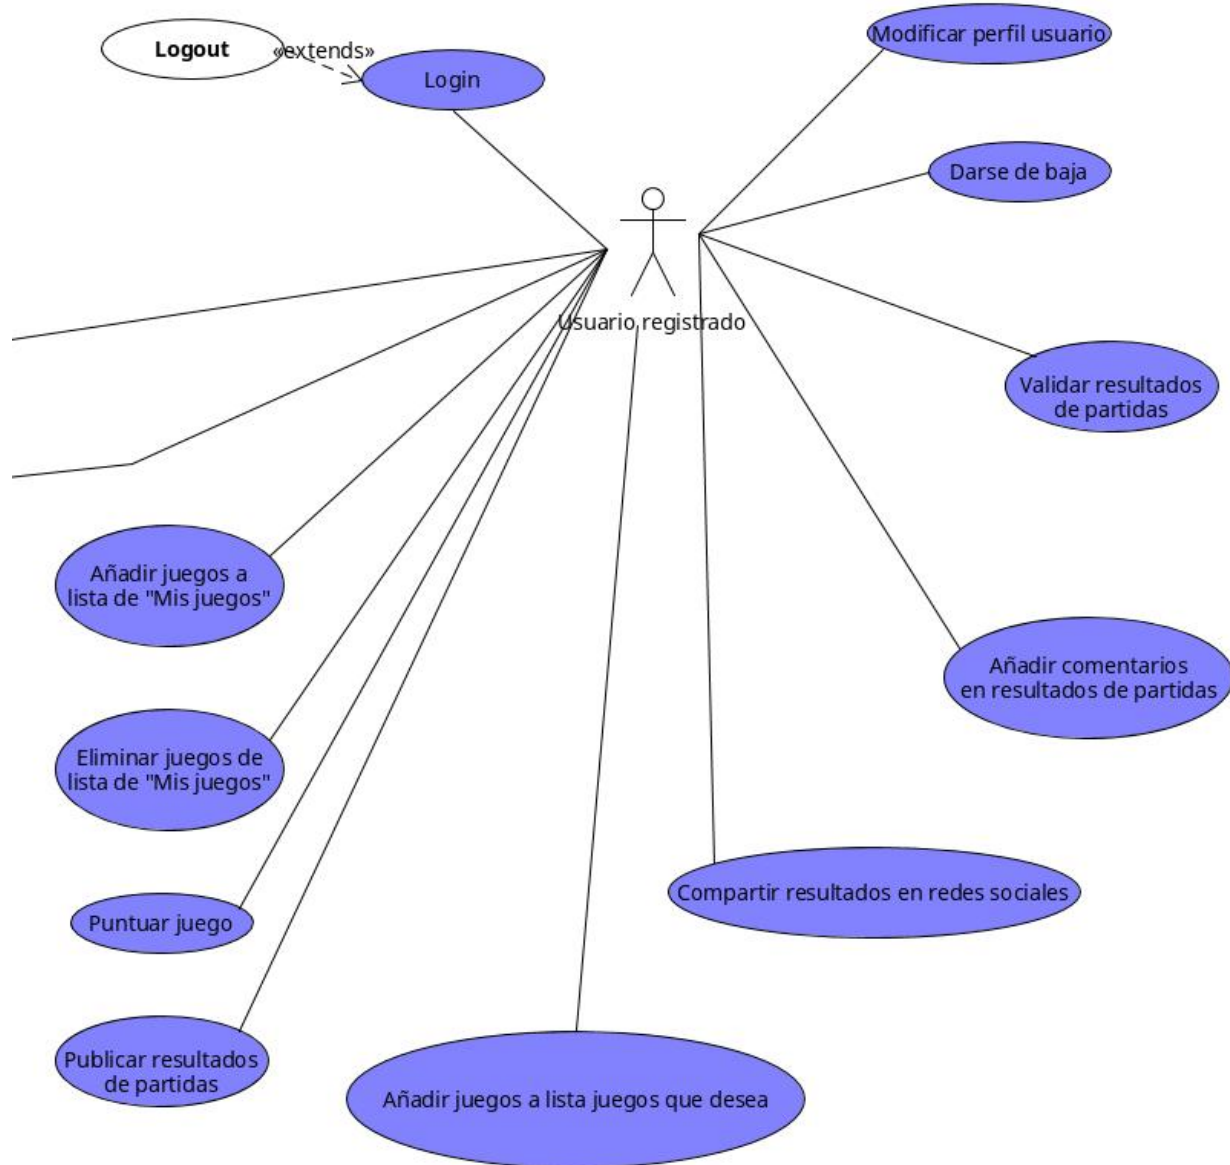 Logout
«extends»
Login
Modificar perfil usuario
Darse de baja
Usuario registrado
Validar resultados
de partidas
Añadir juegos a
lista de "Mis juegos"
Añadir comentarios
en resultados de partidas
Eliminar juegos de
lista de "Mis juegos"
Puntuar juego
Compartir resultados en redes sociales
Publicar resultados
de partidas
Añadir juegos a lista juegos que desea